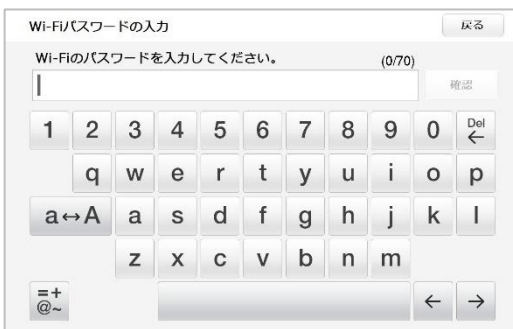 Wi-Fiパスワードの入力 戻る
Wi-Fiのパスワードを入力してください。 (0/70)
確認
1 2 3 4 5 6 7 8 9 0 Del ←
q w e r t y u i o p
a↔A a s d f g h j k l
z x c v b n m
=+
@~ ← →